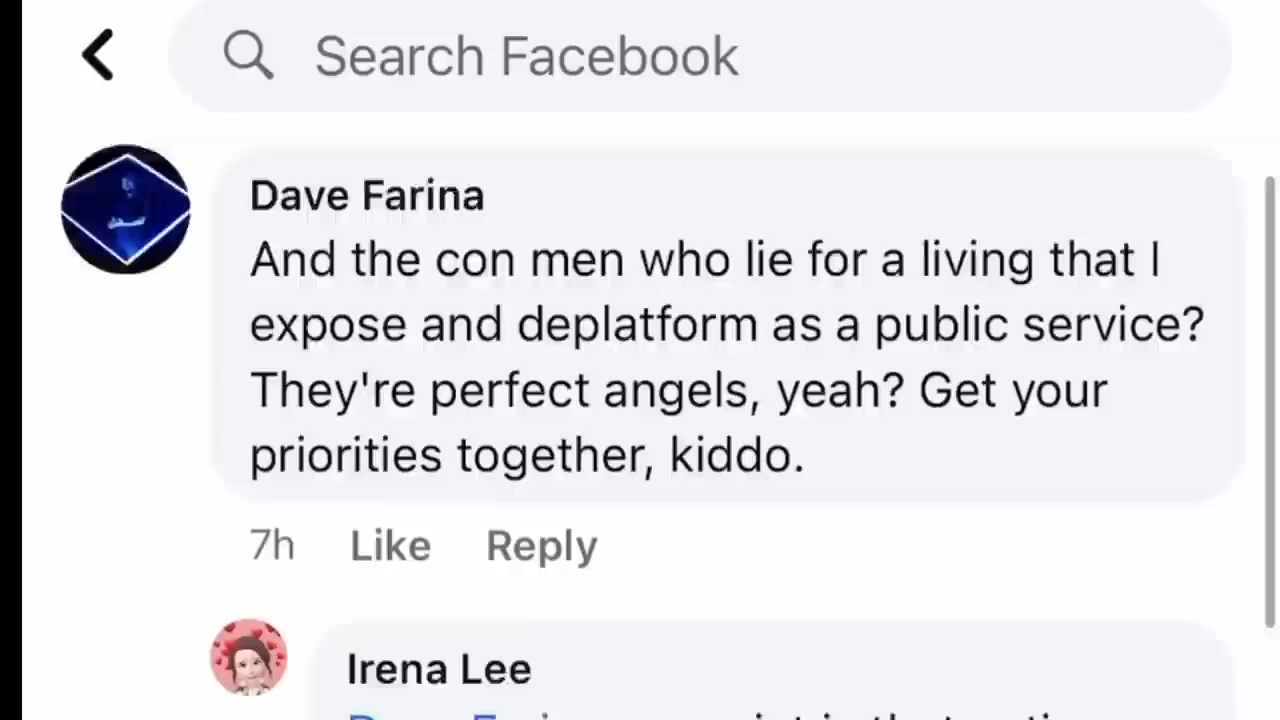 Search Facebook
Dave Farina
And the con men who lie for a living that I
expose and deplatform as a public service?
They're perfect angels, yeah? Get your
priorities together, kiddo.
7h Like Reply
Irena Lee